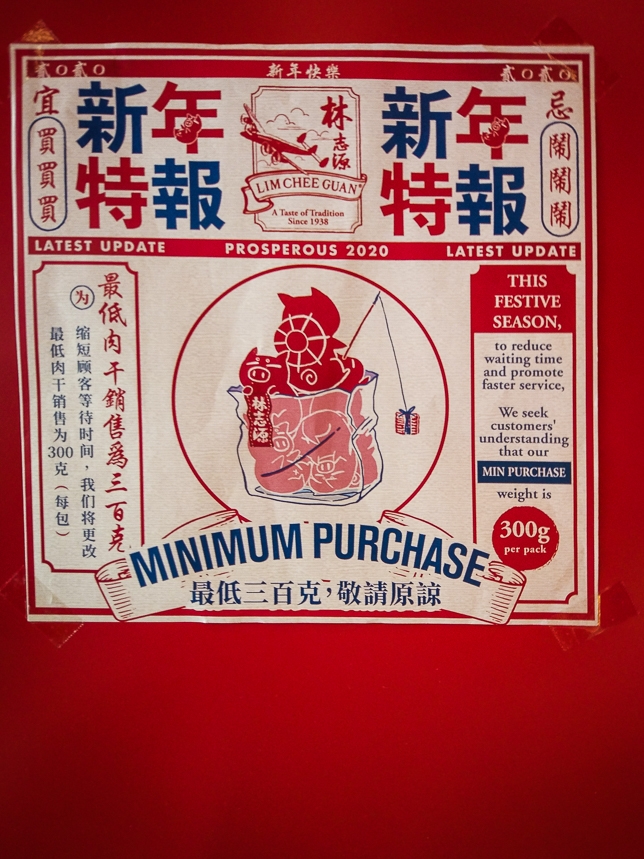 貳〇貳〇
新年快樂
貳〇貳〇
宜
買買買
新年
特報
林志源
LIM CHEE GUAN
A Taste of Tradition
Since 1938
新年
特報
忌
鬧鬧鬧
LATEST UPDATE
PROSPEROUS 2020
LATEST UPDATE
最低肉干銷售爲三百克
为
缩短顾客等待时间，我们将更改
最低肉干销售为300克（每包）
林志源
THIS
FESTIVE
SEASON,
to reduce
waiting time
and promote
faster service,
We seek
customers'
understanding
that our
MIN PURCHASE
weight is
300g
per pack
MINIMUM PURCHASE
最低三百克，敬請原諒